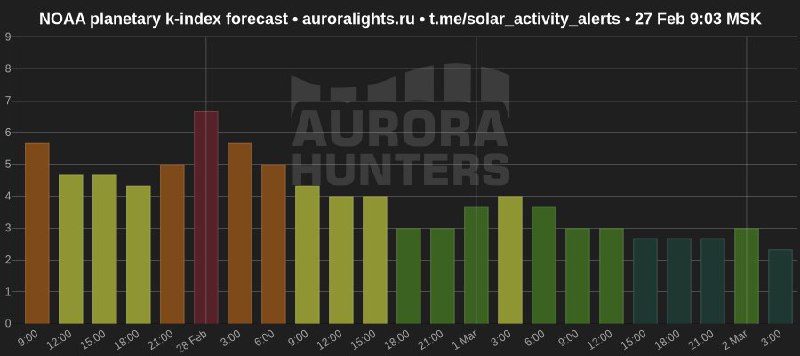 NOAA planetary k-index forecast • auroralights.ru • t.me/solar_activity_alerts • 27 Feb 9:03 MSK
9
8
7
6
5
4
3
2
1
0
AURORA
HUNTERS
9:00 12:00 15:00 18:00 21:00 28 Feb 3:00 6:00 9:00 12:00 15:00 18:00 21:00 1 Mar 3:00 6:00 9:00 12:00 15:00 18:00 21:00 2 Mar 3:00